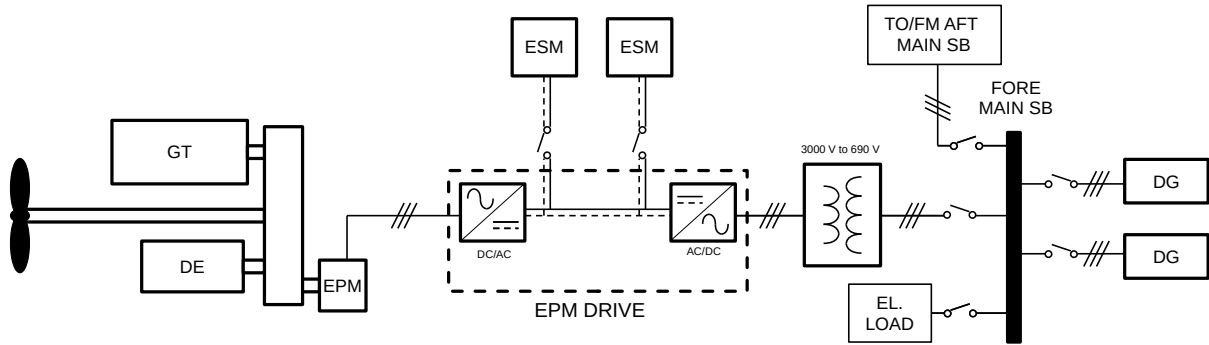 ESM
ESM
TO/FM AFT
MAIN SB
FORE
MAIN SB
GT
3000 V to 690 V
DG
DE
DC/AC
AC/DC
DG
EPM
EPM DRIVE
EL.
LOAD